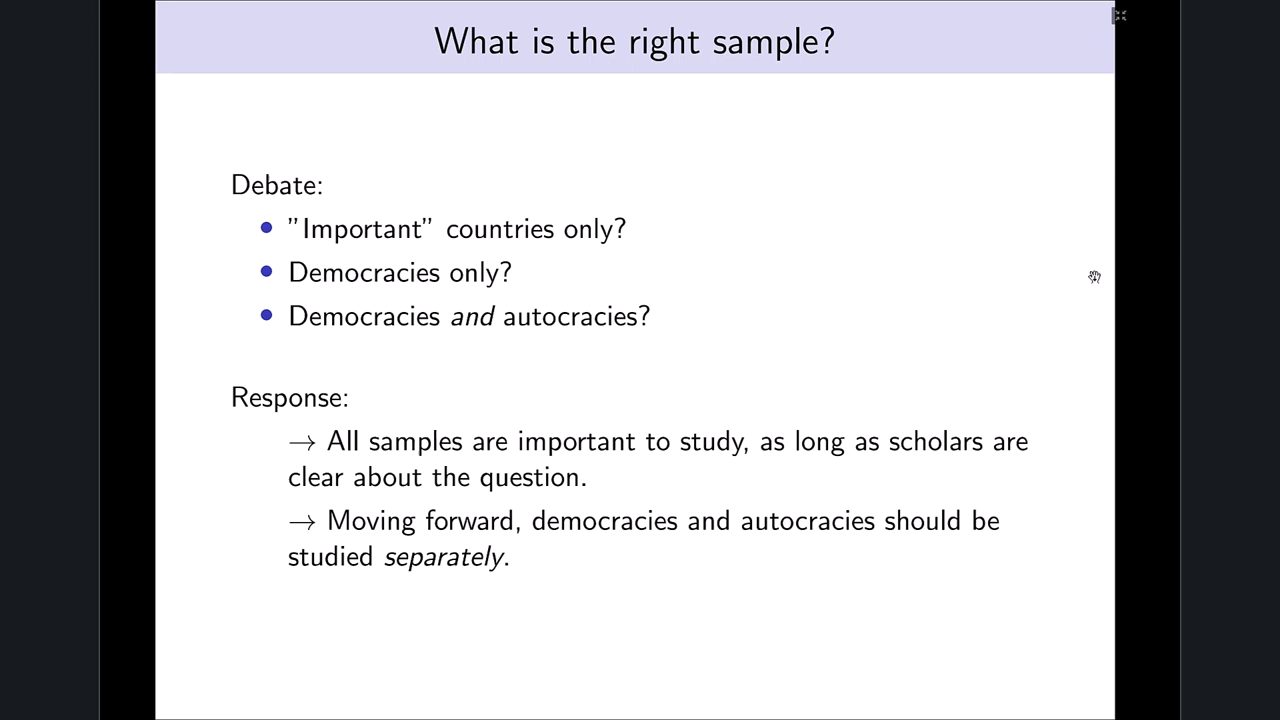 What is the right sample?
Debate:
• ”Important” countries only?
• Democracies only?
• Democracies and autocracies?
Response:
→ All samples are important to study, as long as scholars are
clear about the question.
→ Moving forward, democracies and autocracies should be
studied separately.